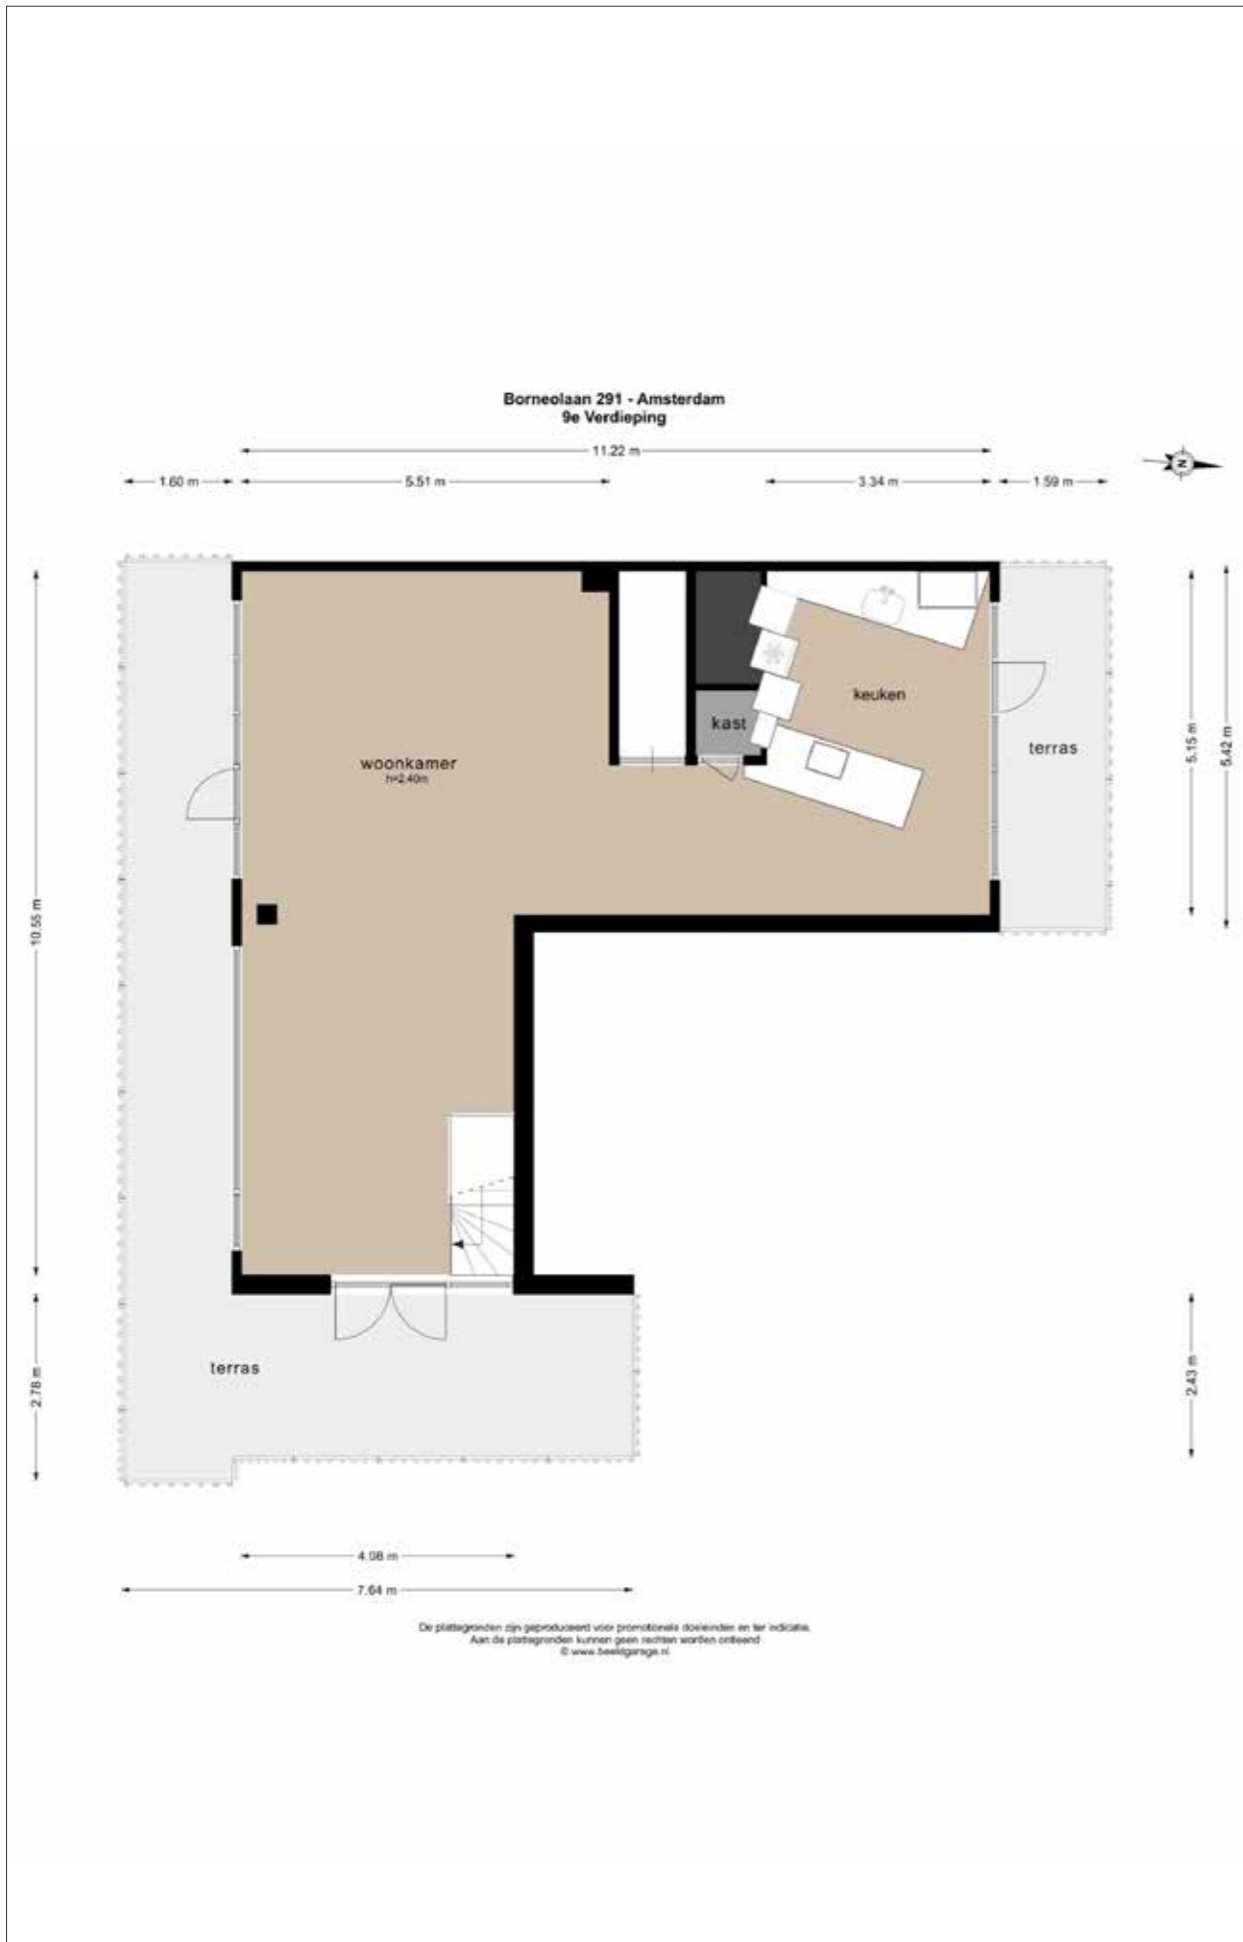 Borneolaan 291 - Amsterdam
9e Verdieping
11.22 m
1.60 m
5.51 m
3.34 m
1.59 m
N
keuken
kast
woonkamer
h=2.40m
terras
5.15 m
5.42 m
10.55 m
terras
2.78 m
2.43 m
4.08 m
7.64 m
De plattegronden zijn geproduceerd voor promotionele doeleinden en ter indicatie.
Aan de plattegronden kunnen geen rechten worden ontleend
© www.beeldgarage.nl